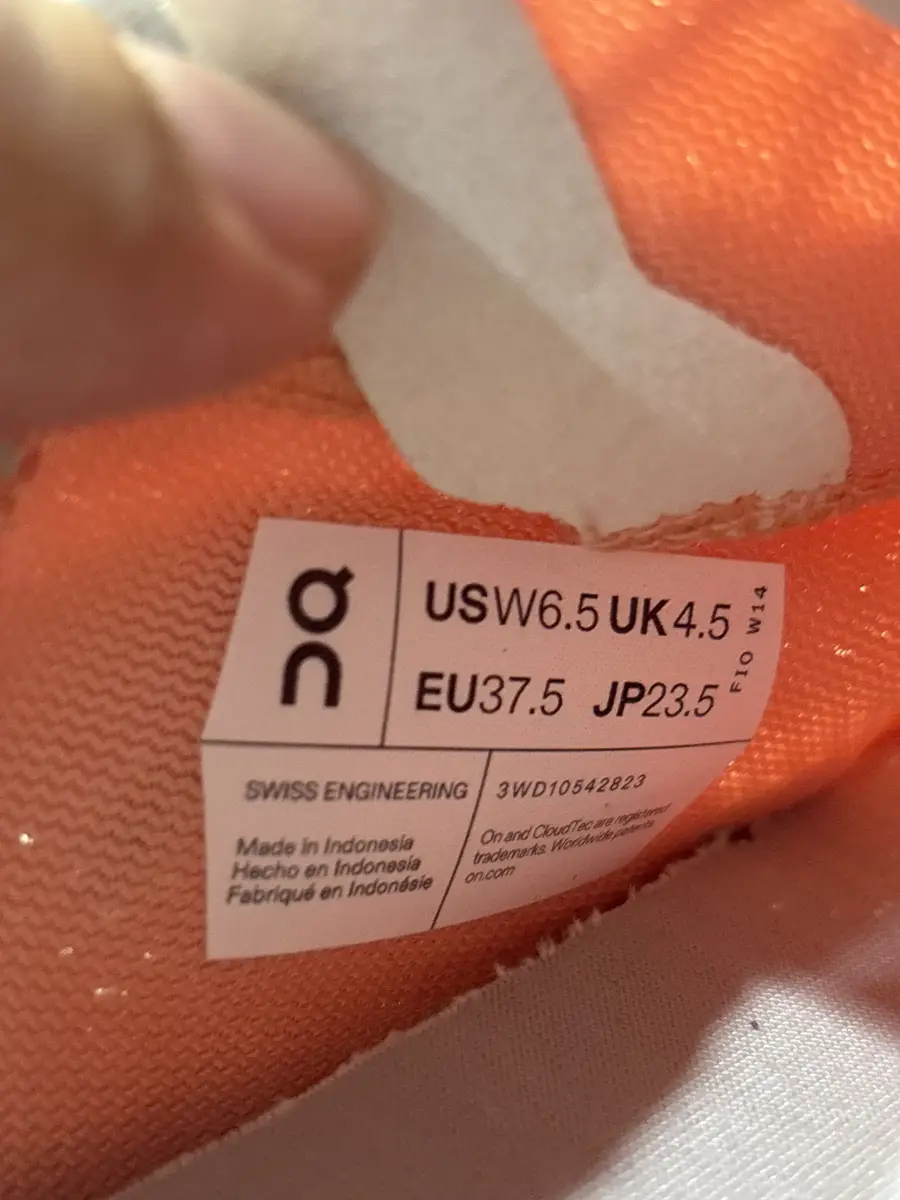 USW6.5 UK4.5
EU37.5 JP23.5
FIO W14
SWISS ENGINEERING
Made in Indonesia
Hecho en Indonesia
Fabriqué en Indonésie
3WD10542823
On and CloudTec are registered
trademarks. Worldwide patents
on.com